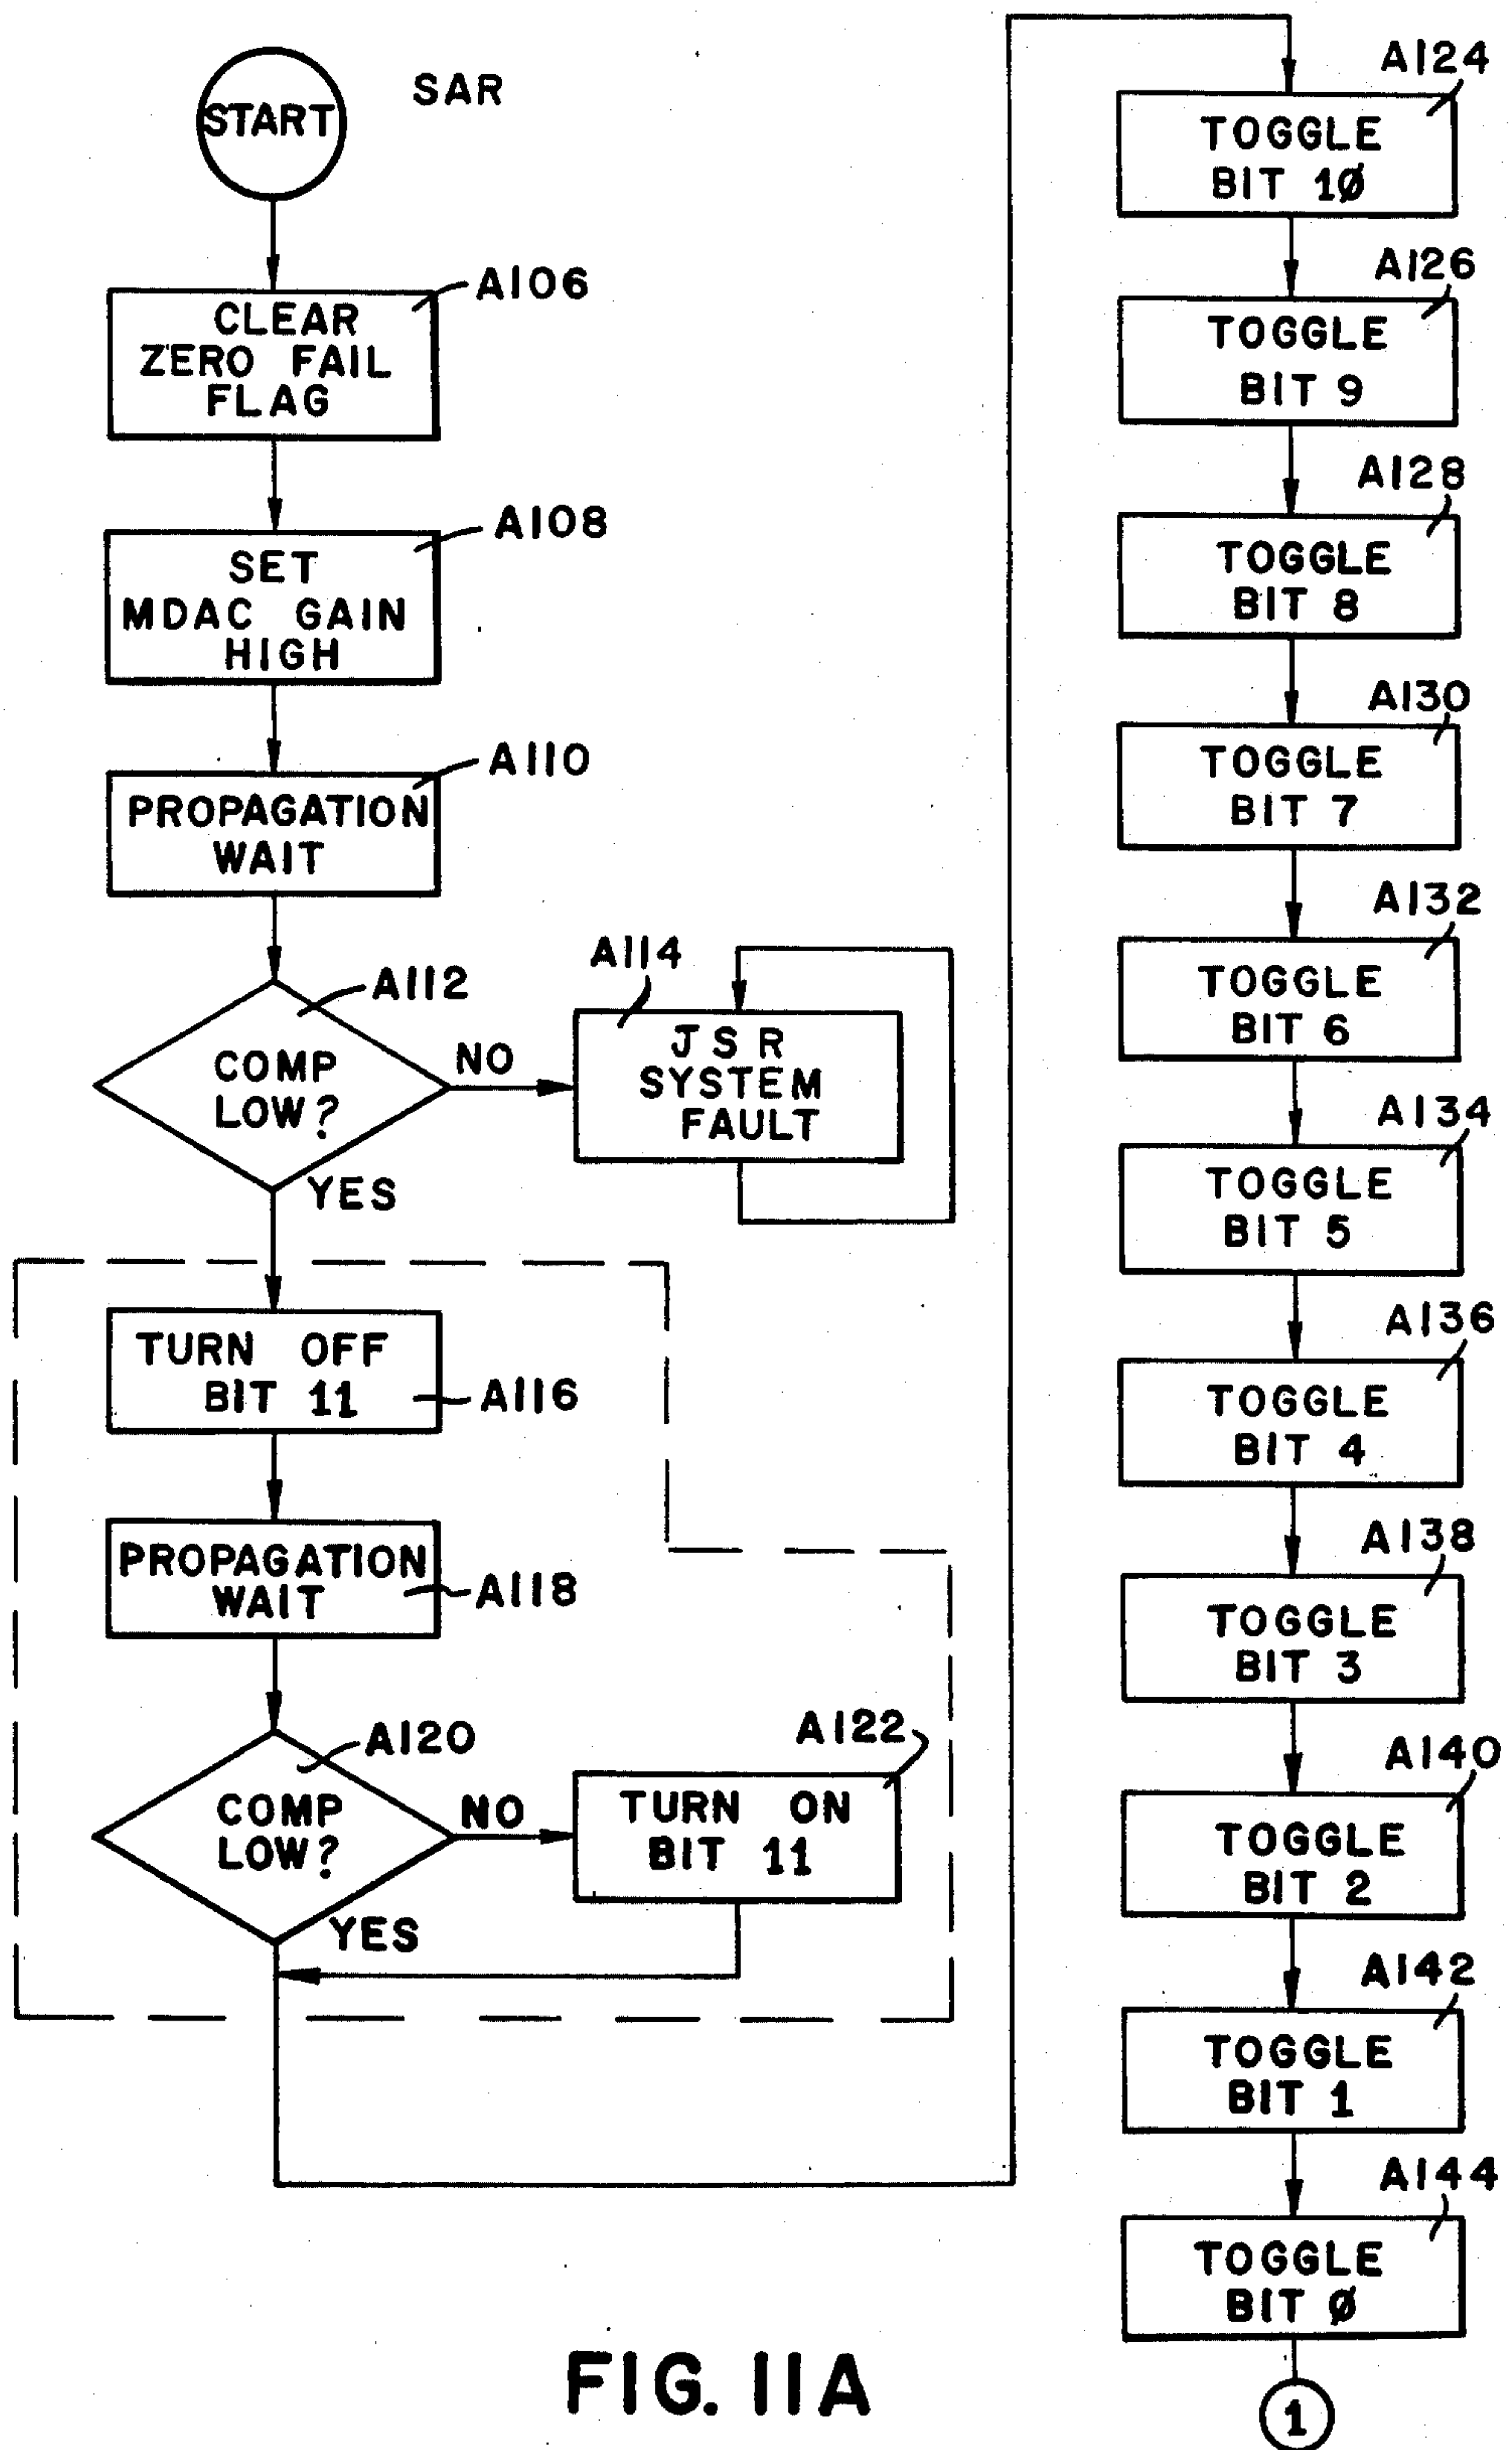 START
SAR
A106
CLEAR
ZERO FAIL
FLAG
A108
SET
MDAC GAIN
HIGH
A110
PROPAGATION
WAIT
A112
COMP
LOW?
NO
YES
A114
JSR
SYSTEM
FAULT
TURN OFF
BIT 11
A116
PROPAGATION
WAIT
A118
A120
COMP
LOW?
NO
YES
A122
TURN ON
BIT 11
A124
TOGGLE
BIT 1Ø
A126
TOGGLE
BIT 9
A128
TOGGLE
BIT 8
A130
TOGGLE
BIT 7
A132
TOGGLE
BIT 6
A134
TOGGLE
BIT 5
A136
TOGGLE
BIT 4
A138
TOGGLE
BIT 3
A140
TOGGLE
BIT 2
A142
TOGGLE
BIT 1
A144
TOGGLE
BIT Ø
1
FIG. 11A